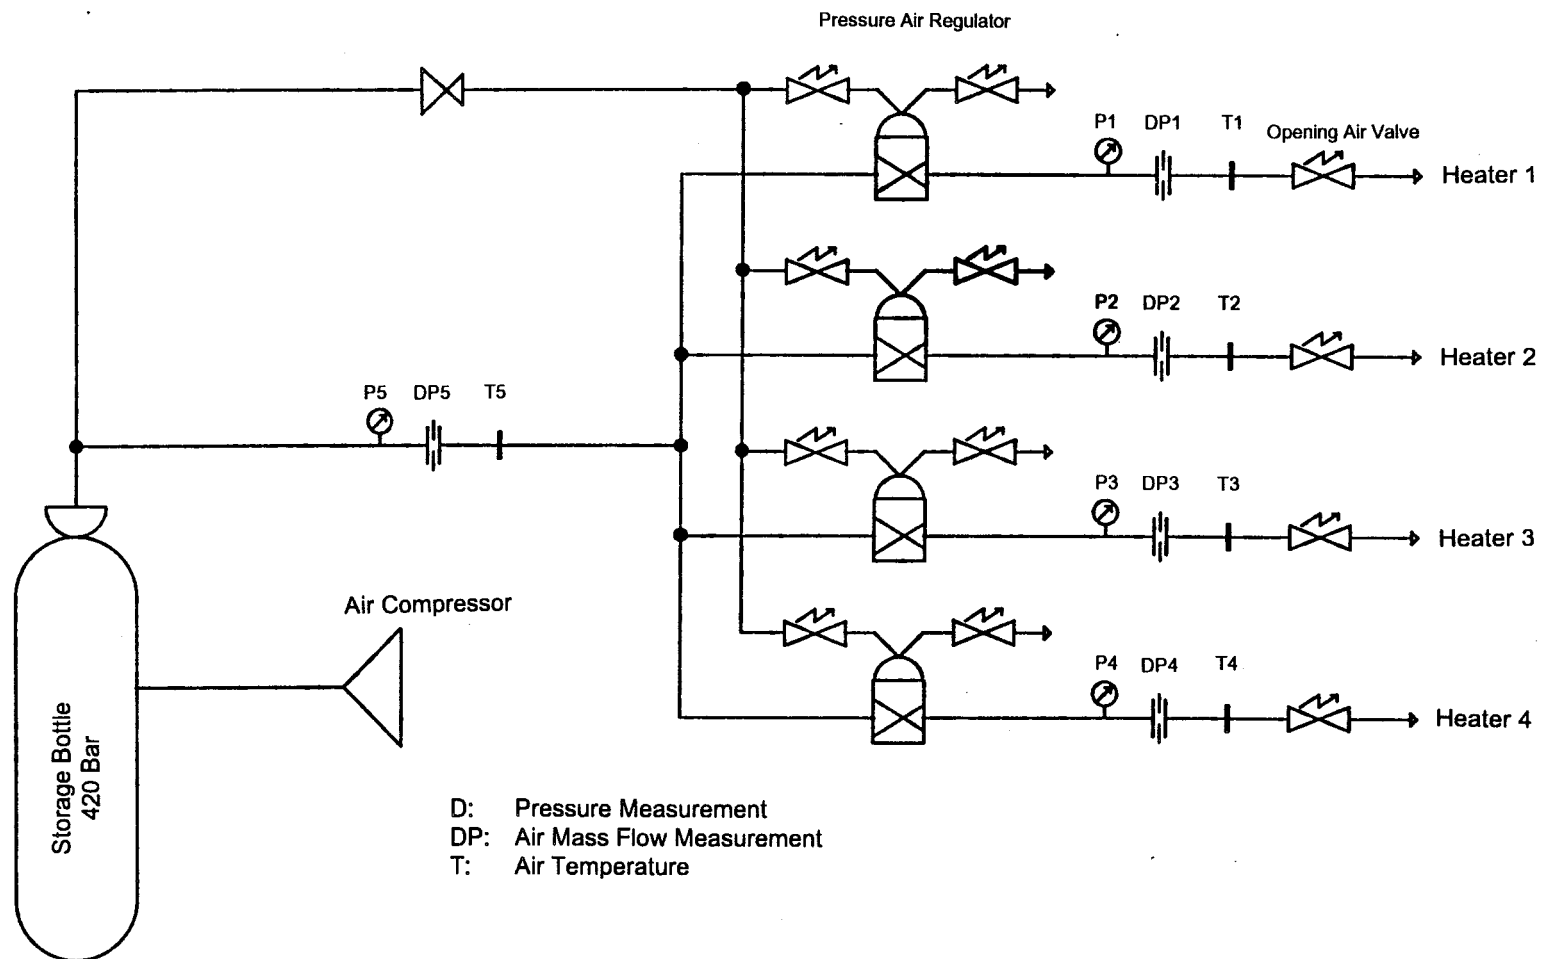 Pressure Air Regulator
P1 DP1 T1 Opening Air Valve
Heater 1
P2 DP2 T2
Heater 2
P5 DP5 T5
P3 DP3 T3
Heater 3
Air Compressor
P4 DP4 T4
Heater 4
Storage Bottle
420 Bar
D: Pressure Measurement
DP: Air Mass Flow Measurement
T: Air Temperature